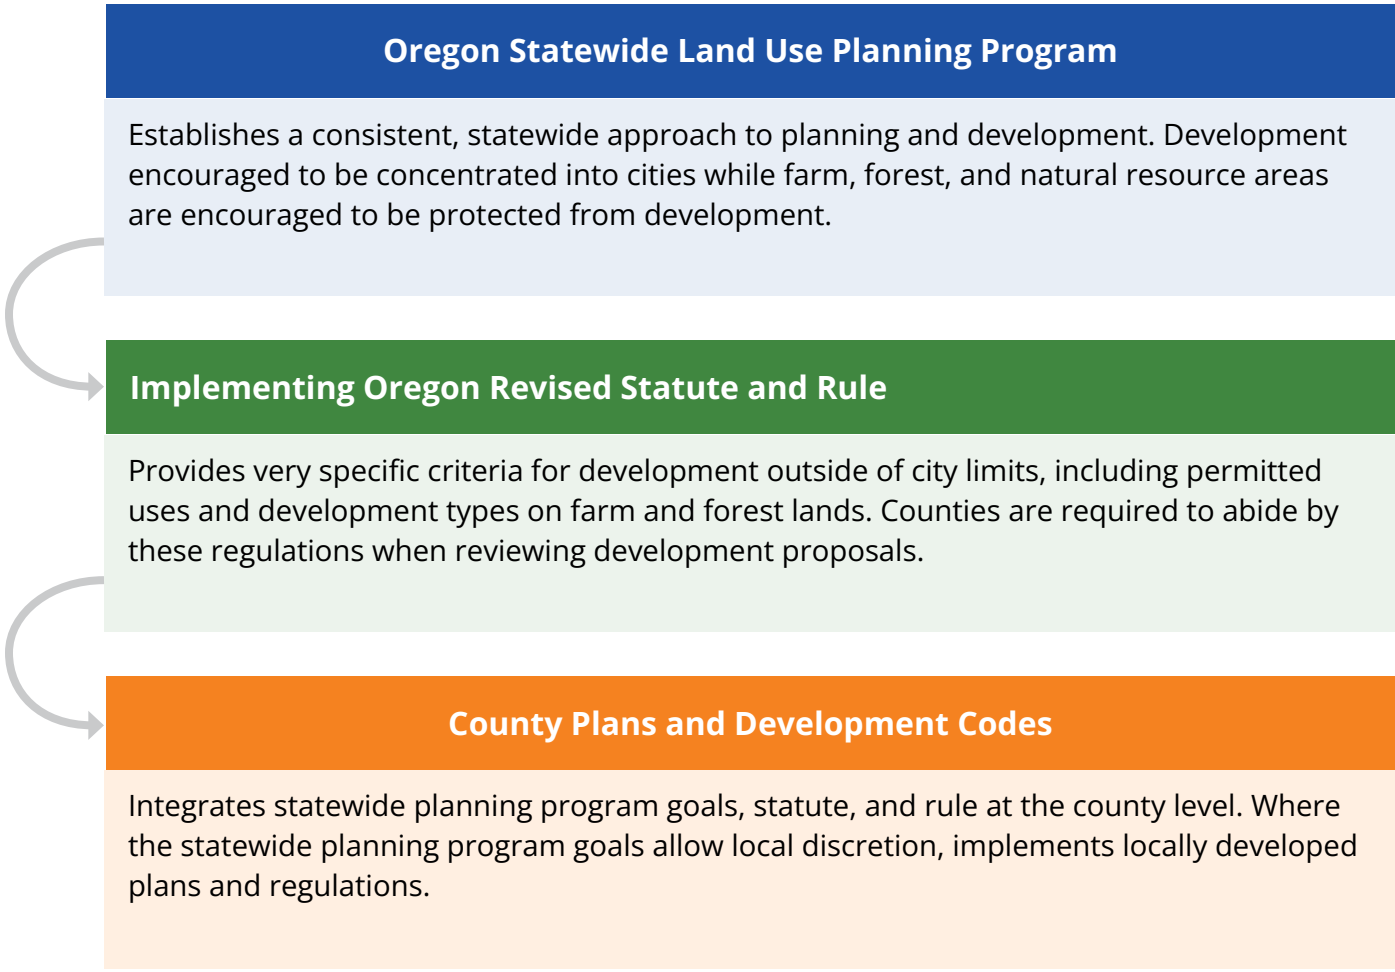 Oregon Statewide Land Use Planning Program
Establishes a consistent, statewide approach to planning and development. Development
encouraged to be concentrated into cities while farm, forest, and natural resource areas
are encouraged to be protected from development.
Implementing Oregon Revised Statute and Rule
Provides very specific criteria for development outside of city limits, including permitted
uses and development types on farm and forest lands. Counties are required to abide by
these regulations when reviewing development proposals.
County Plans and Development Codes
Integrates statewide planning program goals, statute, and rule at the county level. Where
the statewide planning program goals allow local discretion, implements locally developed
plans and regulations.